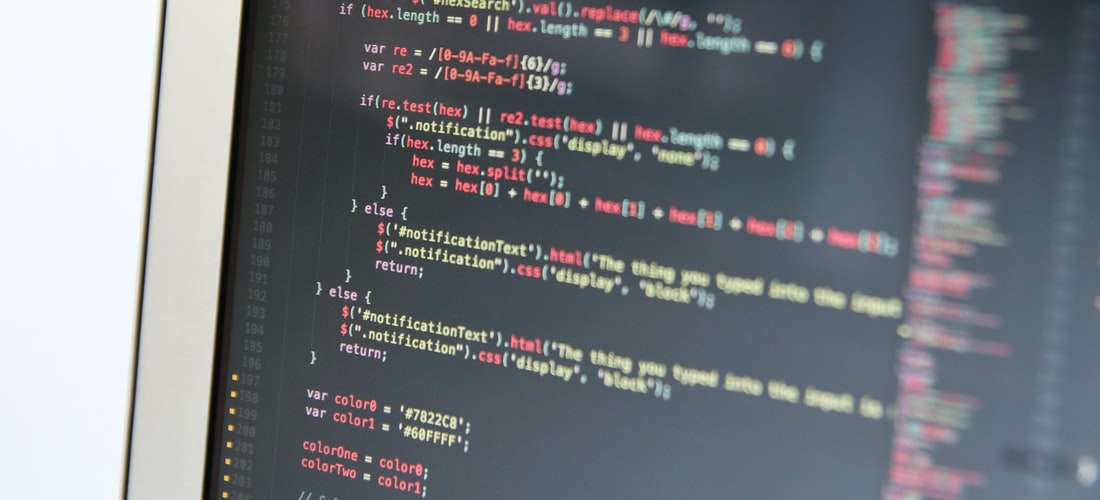 175 $('#hexSearch').val().replace(/\#/g, '');
176 if (hex.length == 0 || hex.length == 3 || hex.length == 6) {
177
178 var re = /[0-9A-Fa-f]{6}/g;
179 var re2 = /[0-9A-Fa-f]{3}/g;
180
181 if(re.test(hex) || re2.test(hex) || hex.length == 0) {
182 $(".notification").css("display", "none");
183 if(hex.length == 3) {
184 hex = hex.split('');
185 hex = hex[0] + hex[0] + hex[1] + hex[1] + hex[2] + hex[2];
186 }
187 } else {
188 $('#notificationText').html("The thing you typed into the input
189 $(".notification").css("display", "block");
190 return;
191 }
192 } else {
193 $('#notificationText').html("The thing you typed into the input is
194 $(".notification").css("display", "block");
195 return;
196 }
197
198 var color0 = '#7822C8';
199 var color1 = '#60FFFF';
200
201 colorOne = color0;
202 colorTwo = color1;
203
//